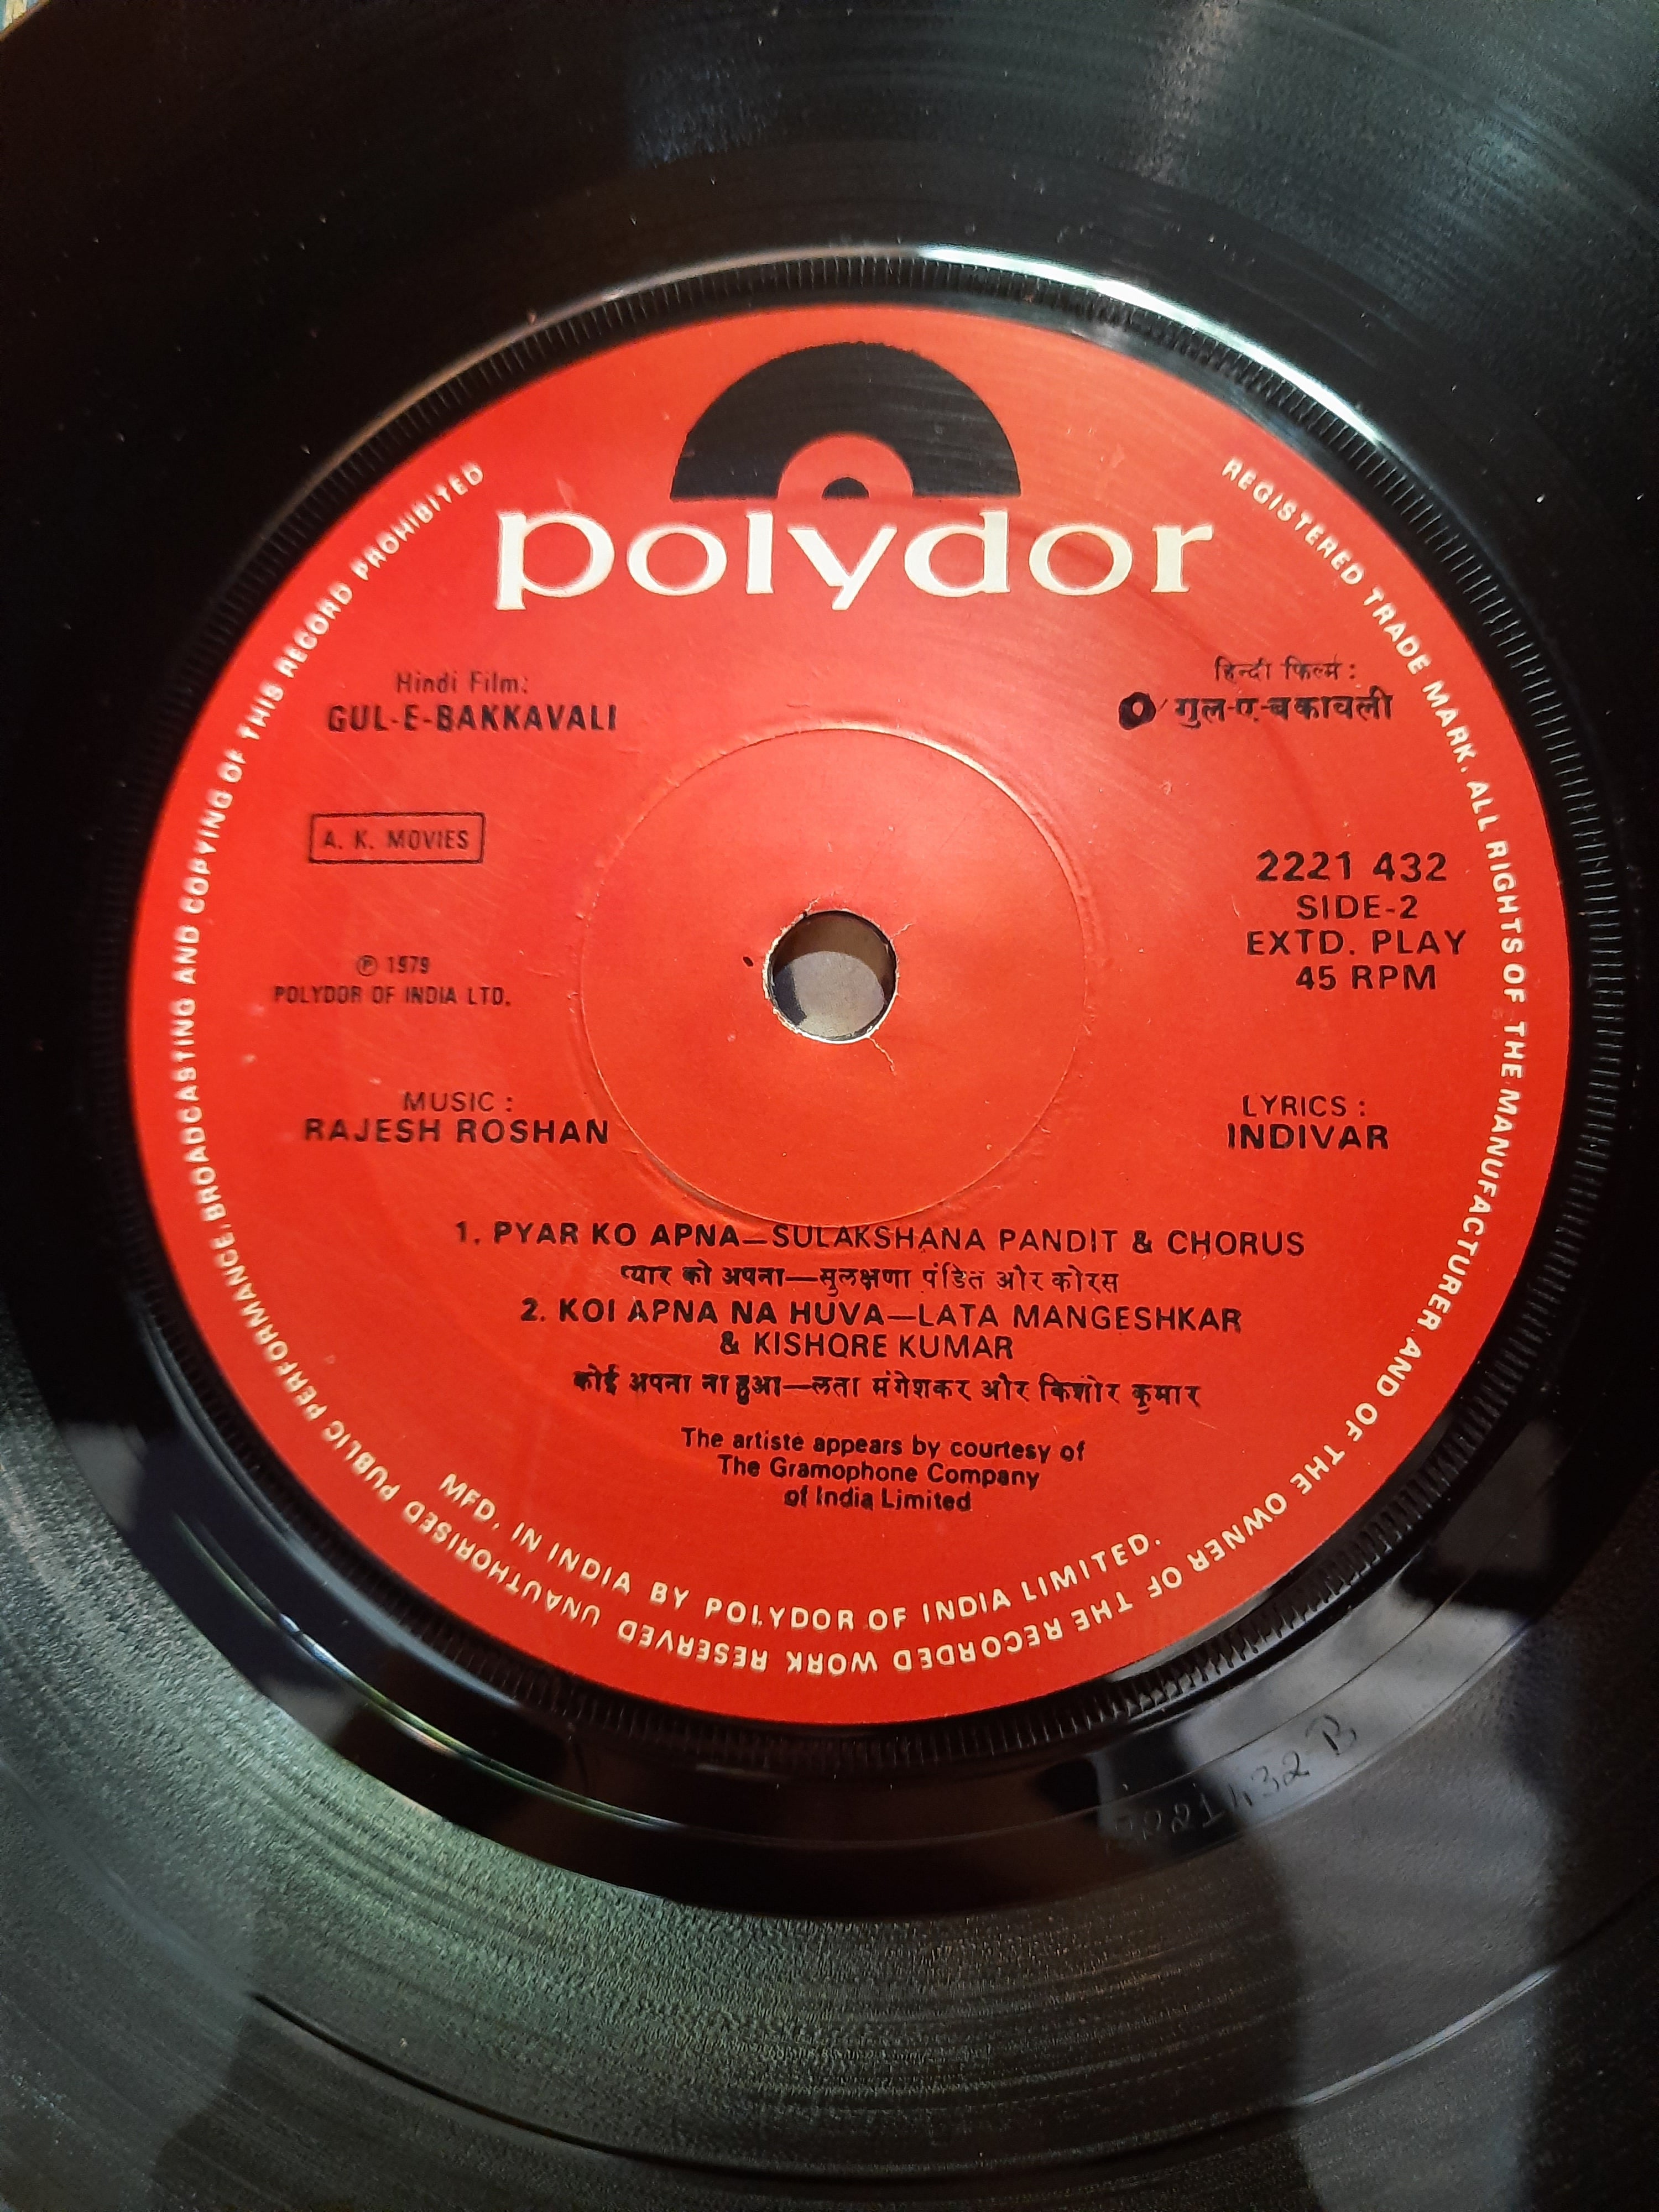 polydor
Hindi Film:
GUL-E-BAKKAVALI
हिन्दी फिल्म :
गुल-ए-बकावली
A. K. MOVIES
2221 432
SIDE-2
EXTD. PLAY
45 RPM
℗ 1979
POLYDOR OF INDIA LTD.
MUSIC :
RAJESH ROSHAN
LYRICS :
INDIVAR
1. PYAR KO APNA—SULAKSHANA PANDIT & CHORUS
प्यार को अपना—सुलक्षणा पंडित और कोरस
2. KOI APNA NA HUVA—LATA MANGESHKAR
& KISHORE KUMAR
कोई अपना ना हुआ—लता मंगेशकर और किशोर कुमार
The artiste appears by courtesy of
The Gramophone Company
of India Limited
MFD. IN INDIA BY POLYDOR OF INDIA LIMITED.
REGISTERED TRADE MARK. ALL RIGHTS OF THE MANUFACTURER AND OF THE OWNER OF THE RECORDED WORK RESERVED UNAUTHORISED PUBLIC PERFORMANCE, BROADCASTING AND COPYING OF THIS RECORD PROHIBITED
2221432 B